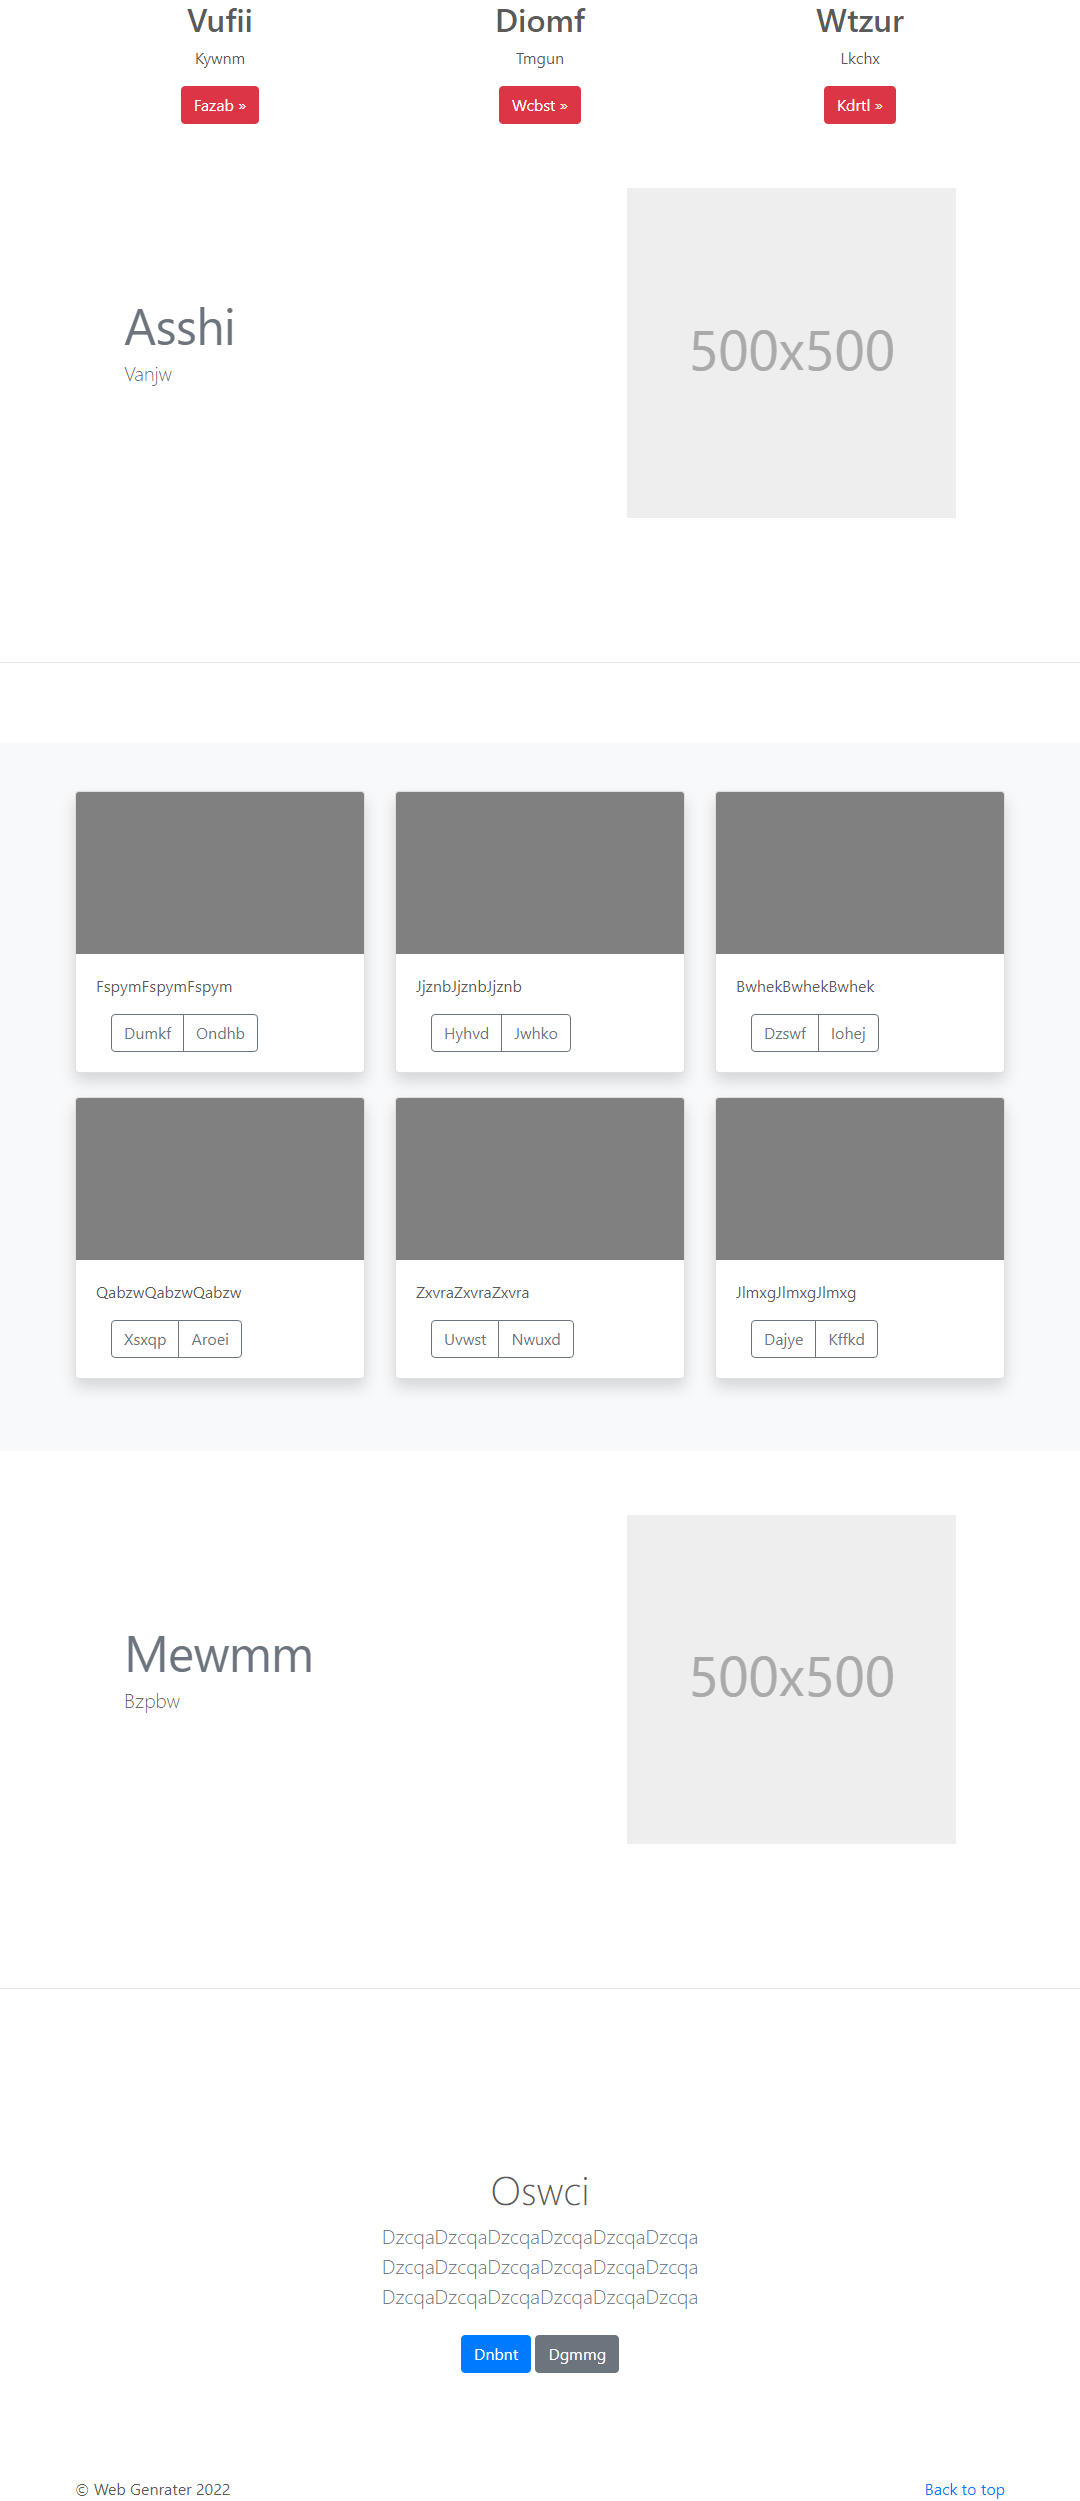 Vufii
Kywnm
Fazab »
Diomf
Tmgun
Wcbst »
Wtzur
Lkchx
Kdrtl »
Asshi
Vanjw
500x500
FspymFspymFspym
Dumkf Ondhb
JjznbJjznbJjznb
Hyhvd Jwhko
BwhekBwhekBwhek
Dzswf Iohej
QabzwQabzwQabzw
Xsxqp Aroei
ZxvraZxvraZxvra
Uvwst Nwuxd
JlmxgJlmxgJlmxg
Dajye Kffkd
Mewmm
Bzpbw
500x500
Oswci
DzcqaDzcqaDzcqaDzcqaDzcqaDzcqa
DzcqaDzcqaDzcqaDzcqaDzcqaDzcqa
DzcqaDzcqaDzcqaDzcqaDzcqaDzcqa
Dnbnt Dgmmg
© Web Genrater 2022
Back to top